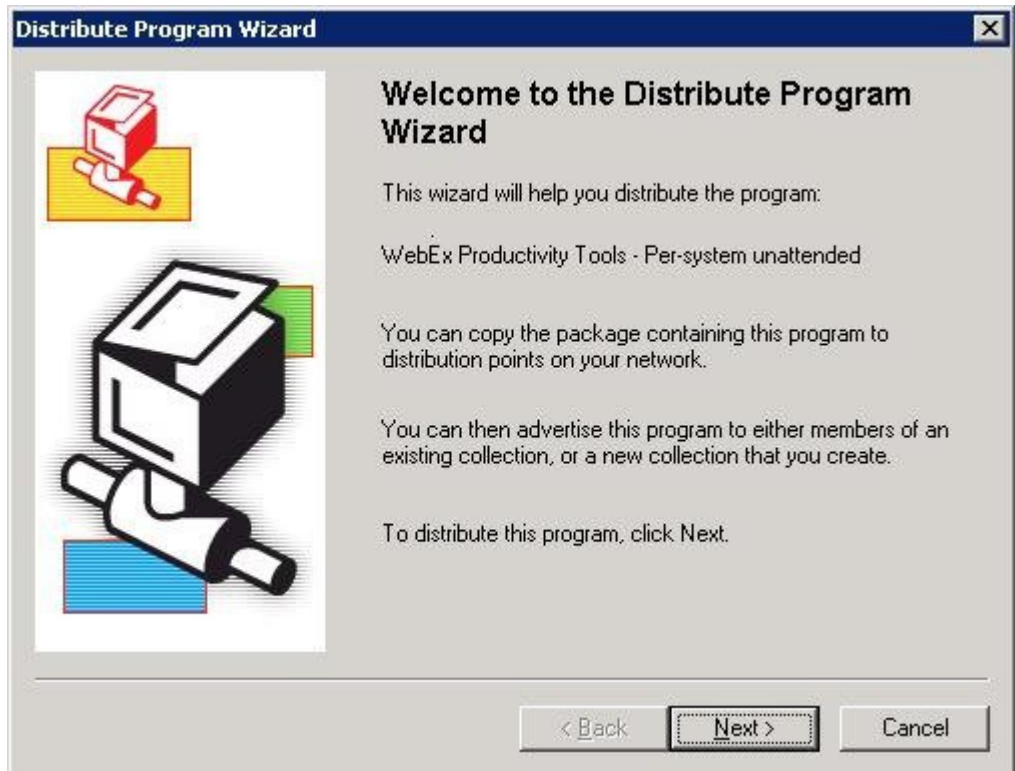 Distribute Program Wizard
Welcome to the Distribute Program
Wizard
This wizard will help you distribute the program:
WebEx Productivity Tools - Per-system unattended
You can copy the package containing this program to
distribution points on your network.
You can then advertise this program to either members of an
existing collection, or a new collection that you create.
To distribute this program, click Next.
< Back Next > Cancel